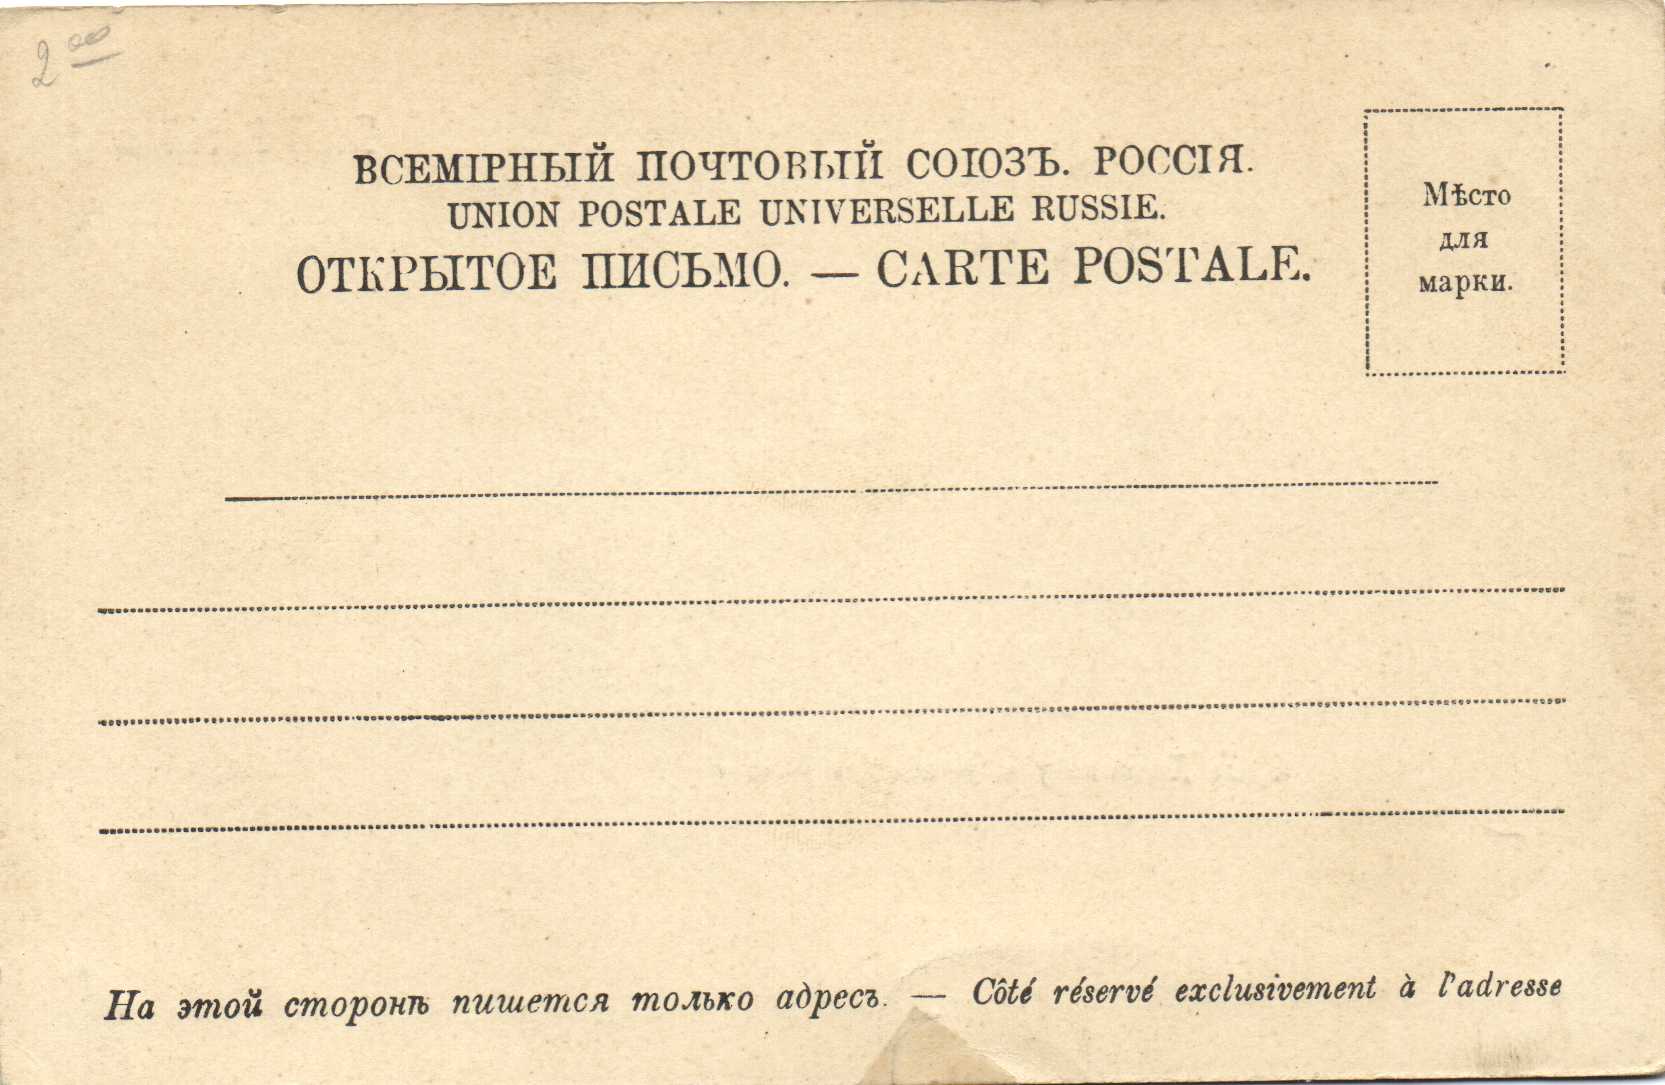 2 00
ВСЕМІРНЫЙ ПОЧТОВЫЙ СОЮЗЪ. РОССІЯ.
UNION POSTALE UNIVERSELLE RUSSIE.
ОТКРЫТОЕ ПИСЬМО. — CARTE POSTALE.
Мѣсто
для
марки.
На этой сторонѣ пишется только адресъ. — Côté réservé exclusivement à l'adresse